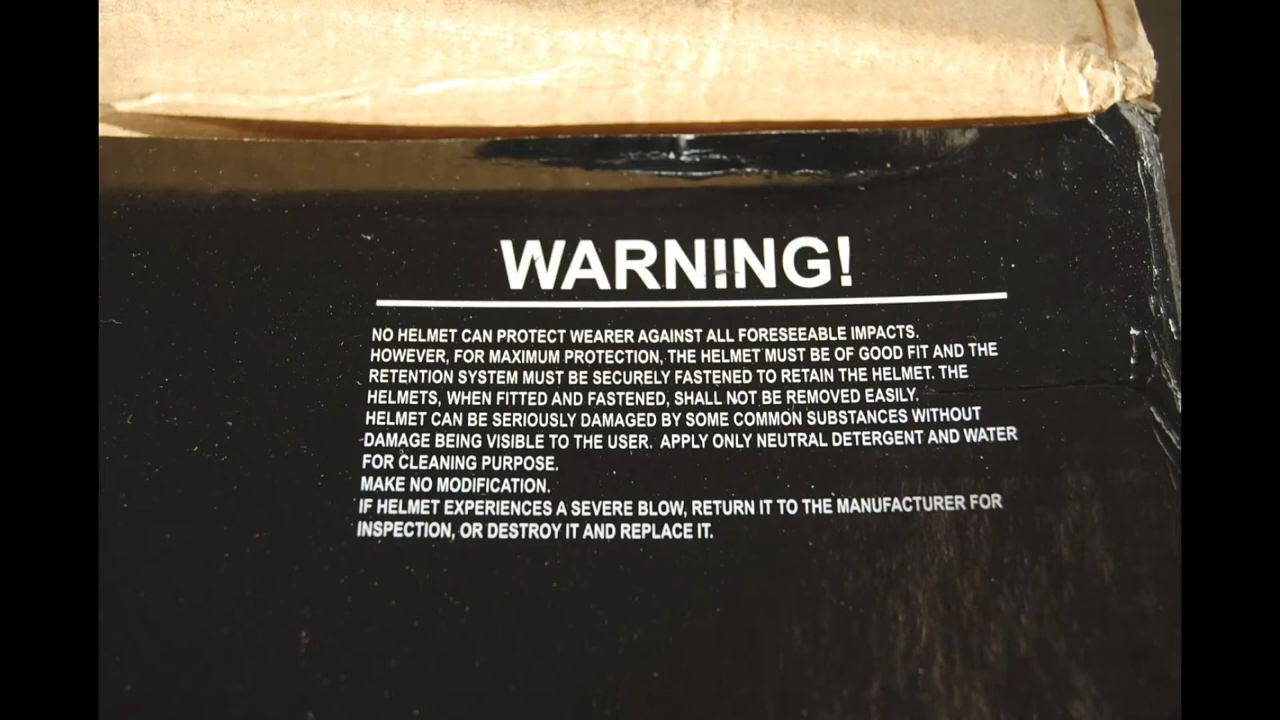 WARNING!
NO HELMET CAN PROTECT WEARER AGAINST ALL FORESEEABLE IMPACTS.
HOWEVER, FOR MAXIMUM PROTECTION, THE HELMET MUST BE OF GOOD FIT AND THE
RETENTION SYSTEM MUST BE SECURELY FASTENED TO RETAIN THE HELMET. THE
HELMETS, WHEN FITTED AND FASTENED, SHALL NOT BE REMOVED EASILY.
HELMET CAN BE SERIOUSLY DAMAGED BY SOME COMMON SUBSTANCES WITHOUT
DAMAGE BEING VISIBLE TO THE USER. APPLY ONLY NEUTRAL DETERGENT AND WATER
FOR CLEANING PURPOSE.
MAKE NO MODIFICATION.
IF HELMET EXPERIENCES A SEVERE BLOW, RETURN IT TO THE MANUFACTURER FOR
INSPECTION, OR DESTROY IT AND REPLACE IT.